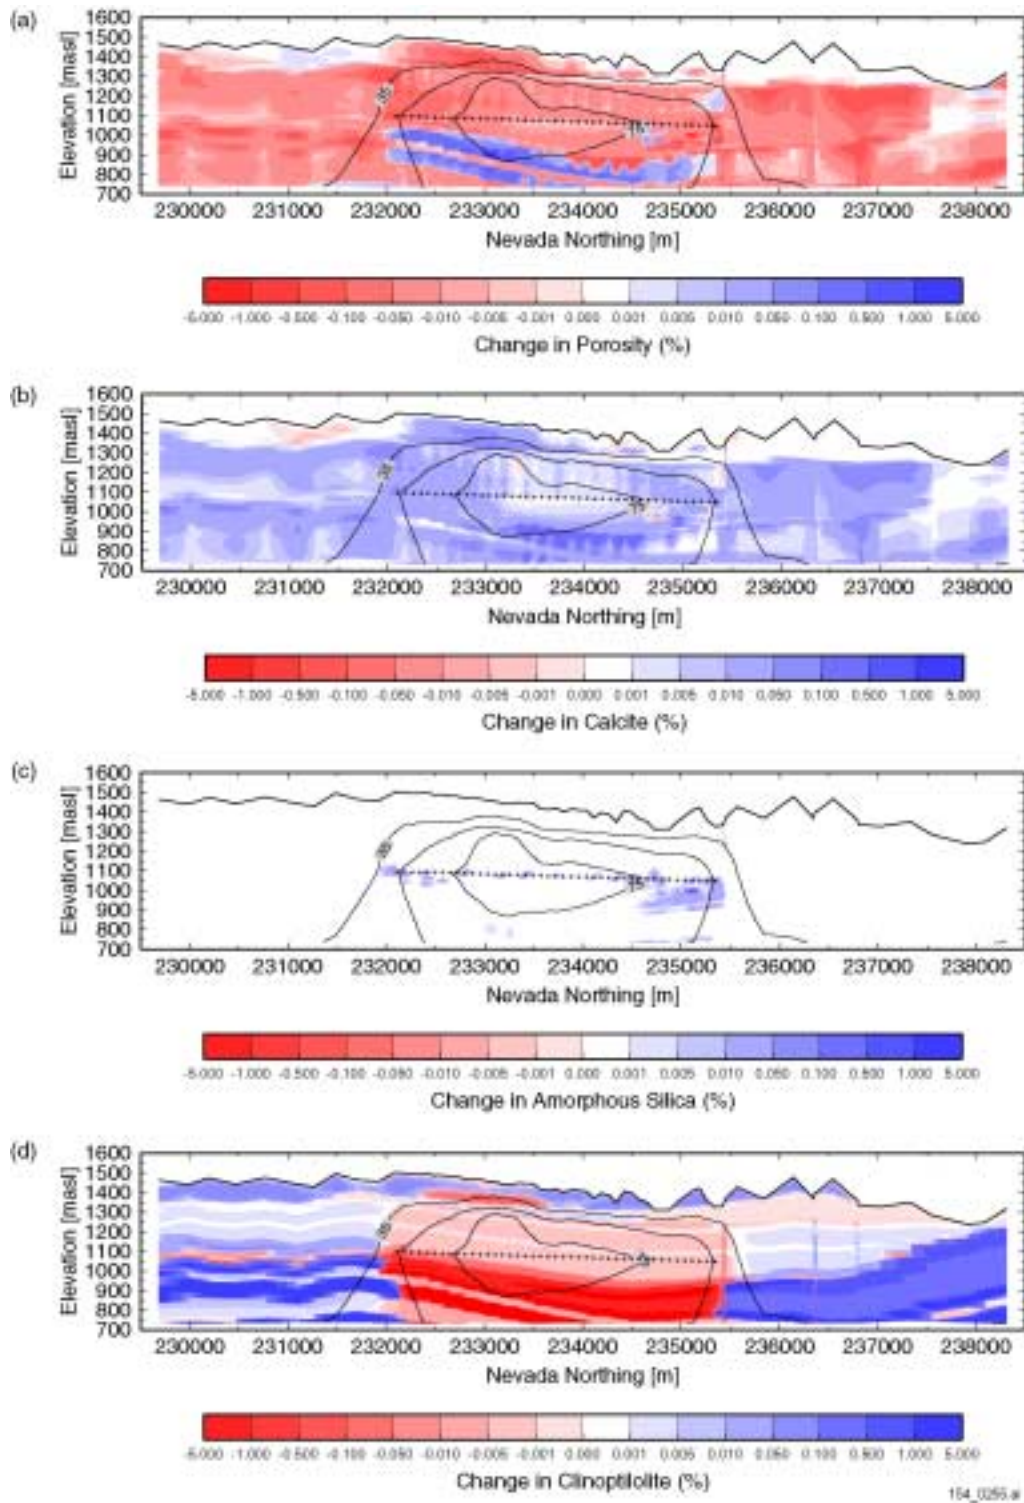 (a)
1600
1500
1400
1300
1200
1100
1000
900
800
700
Elevation [masl]
230000 231000 232000 233000 234000 235000 236000 237000 238000
Nevada Northing [m]
-5.000 -1.000 -0.500 -0.100 -0.050 -0.010 -0.005 -0.001 0.000 0.001 0.005 0.010 0.050 0.100 0.500 1.000 5.000
Change in Porosity (%)
(b)
1600
1500
1400
1300
1200
1100
1000
900
800
700
Elevation [masl]
230000 231000 232000 233000 234000 235000 236000 237000 238000
Nevada Northing [m]
-5.000 -1.000 -0.500 -0.100 -0.050 -0.010 -0.005 -0.001 0.000 0.001 0.005 0.010 0.050 0.100 0.500 1.000 5.000
Change in Calcite (%)
(c)
1600
1500
1400
1300
1200
1100
1000
900
800
700
Elevation [masl]
230000 231000 232000 233000 234000 235000 236000 237000 238000
Nevada Northing [m]
-5.000 -1.000 -0.500 -0.100 -0.050 -0.010 -0.005 -0.001 0.000 0.001 0.005 0.010 0.050 0.100 0.500 1.000 5.000
Change in Amorphous Silica (%)
(d)
1600
1500
1400
1300
1200
1100
1000
900
800
700
Elevation [masl]
230000 231000 232000 233000 234000 235000 236000 237000 238000
Nevada Northing [m]
-5.000 -1.000 -0.500 -0.100 -0.050 -0.010 -0.005 -0.001 0.000 0.001 0.005 0.010 0.050 0.100 0.500 1.000 5.000
Change in Clinoptilolite (%)
154_0255.ai